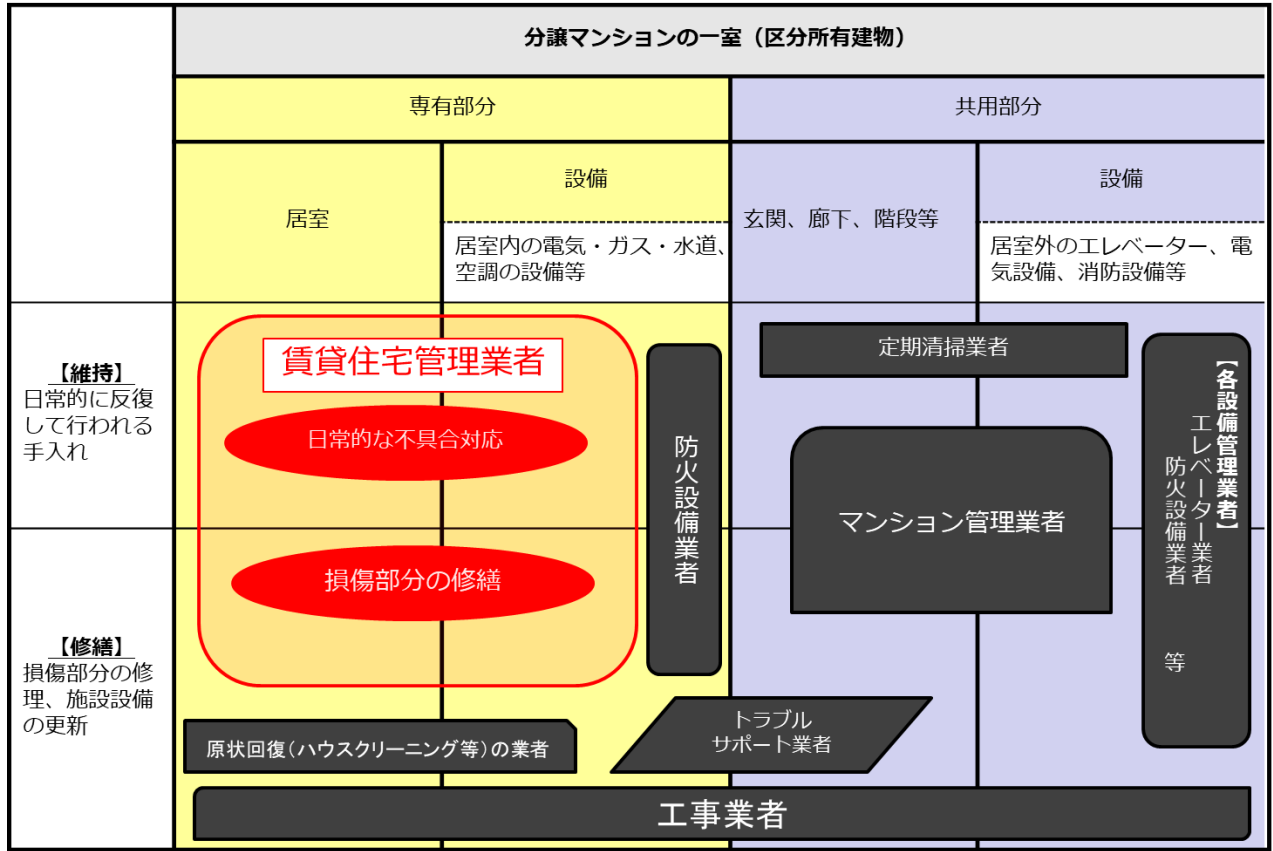 分譲マンションの一室（区分所有建物）
専有部分
共用部分
居室
設備
居室内の電気・ガス・水道、
空調の設備等
玄関、廊下、階段等
設備
居室外のエレベーター、電
気設備、消防設備等
【維持】
日常的に反復
して行われる
手入れ
賃貸住宅管理業者
日常的な不具合対応
防火設備業者
定期清掃業者
マンション管理業者
【各設備管理業者】
エレベーター業者
防火設備業者　　等
【修繕】
損傷部分の修
理、施設設備
の更新
損傷部分の修繕
原状回復（ハウスクリーニング等）の業者
トラブル
サポート業者
工事業者